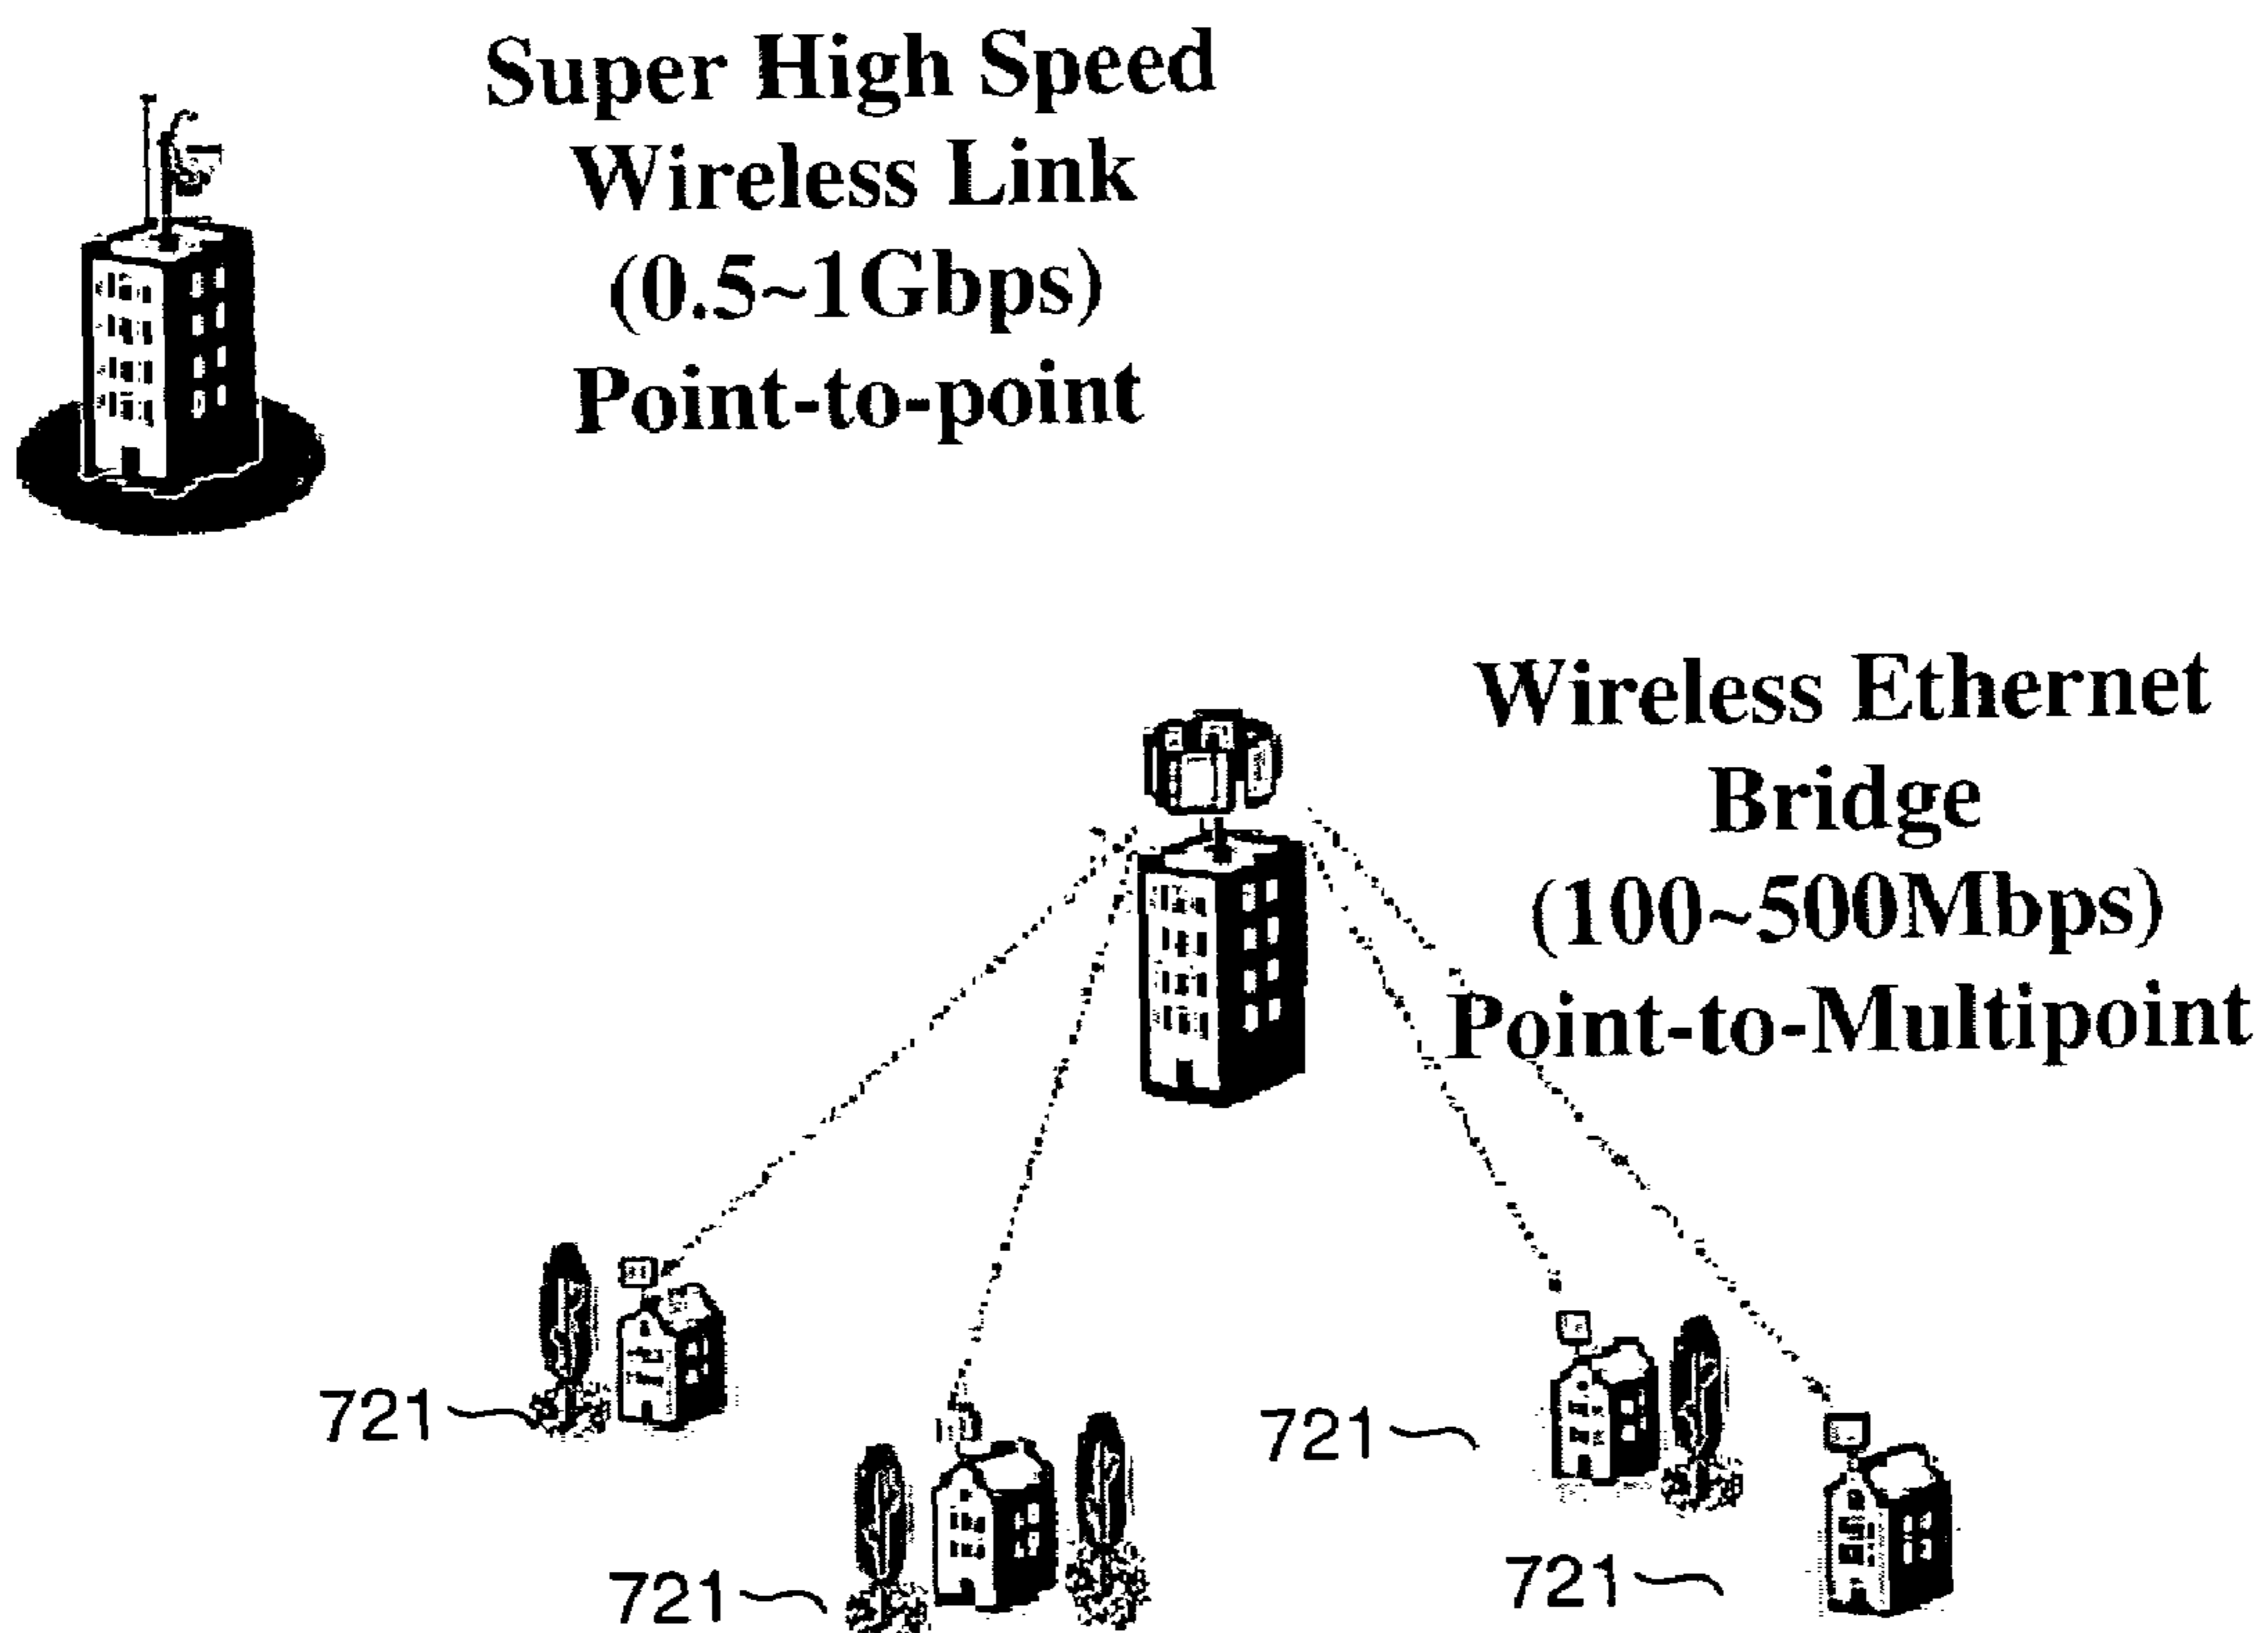 Super High Speed
Wireless Link
(0.5~1Gbps)
Point-to-point
Wireless Ethernet
Bridge
(100~500Mbps)
Point-to-Multipoint
721
721
721
721